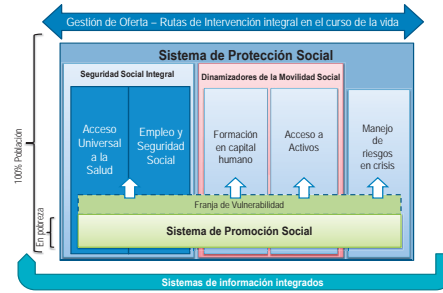 Gestión de Oferta – Rutas de Intervención integral en el curso de la vida
Sistema de Protección Social
Seguridad Social Integral
Dinamizadores de la Movilidad Social
Acceso
Universal
a la
Salud
Empleo y
Seguridad
Social
Formación
en capital
humano
Acceso a
Activos
Manejo
de
riesgos
en crisis
100% Población
En pobreza
Franja de Vulnerabilidad
Sistema de Promoción Social
Sistemas de información integrados